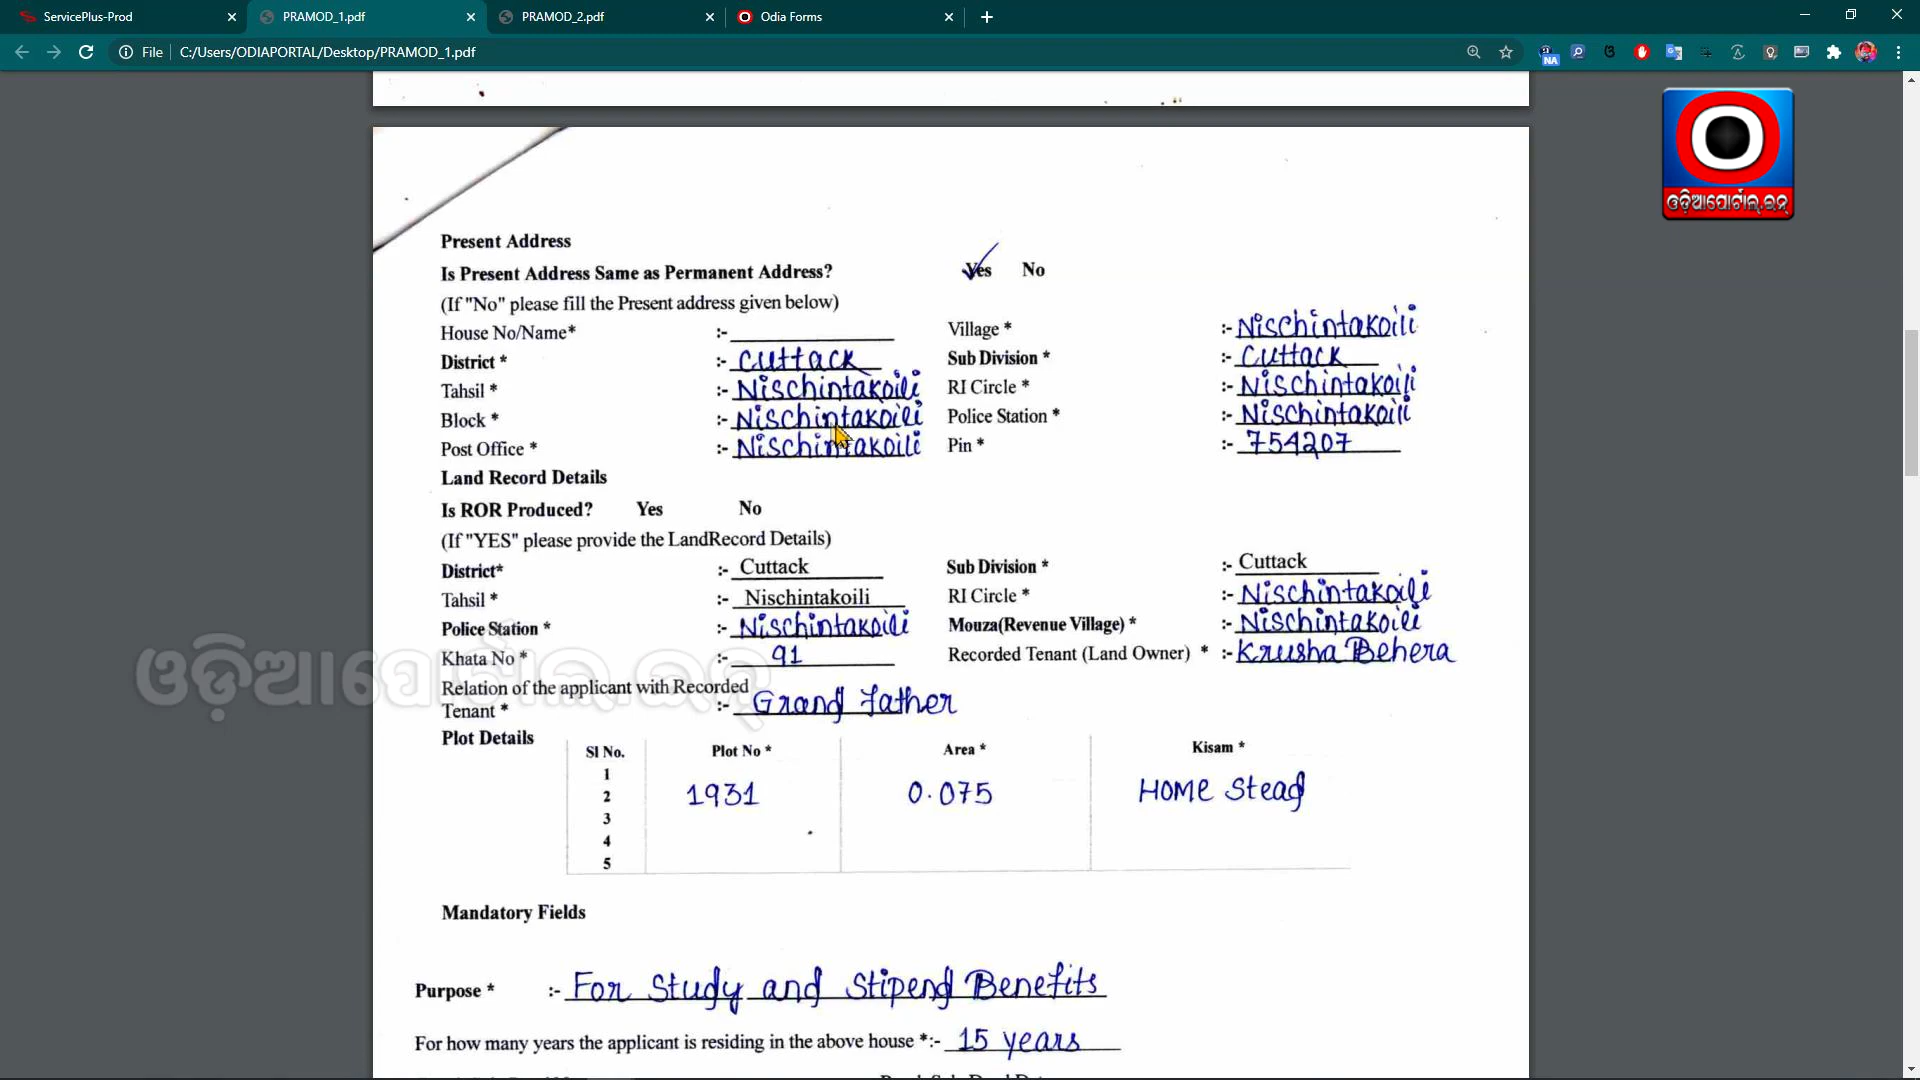 ServicePlus-Prod PRAMOD_1.pdf PRAMOD_2.pdf Odia Forms
File C:/Users/ODIAPORTAL/Desktop/PRAMOD_1.pdf NA
ଓଡ଼ିଆପୋର୍ଟାଲ୍.ଇନ୍
Present Address
Is Present Address Same as Permanent Address? Yes No
(If "No" please fill the Present address given below)
House No/Name* :- Village * :- Nischintakoili
District * :- Cuttack Sub Division * :- Cuttack
Tahsil * :- Nischintakoili RI Circle * :- Nischintakoili
Block * :- Nischintakoili Police Station * :- Nischintakoili
Post Office * :- Nischintakoili Pin * :- 754207
Land Record Details
Is ROR Produced? Yes No
(If "YES" please provide the LandRecord Details)
District* :- Cuttack Sub Division * :- Cuttack
Tahsil * :- Nischintakoili RI Circle * :- Nischintakoili
Police Station * :- Nischintakoili Mouza(Revenue Village) * :- Nischintakoili
Khata No * :- 91 Recorded Tenant (Land Owner) * :- Krusha Behera
ଓଡ଼ିଆପୋର୍ଟାଲ୍.ଇନ୍
Relation of the applicant with Recorded
Tenant * :- Grand father
Plot Details
Sl No. Plot No * Area * Kisam *
1
2 1931 0.075 Home Stead
3
4
5
Mandatory Fields
Purpose * :- For Study and Stipend Benefits
For how many years the applicant is residing in the above house *:- 15 years